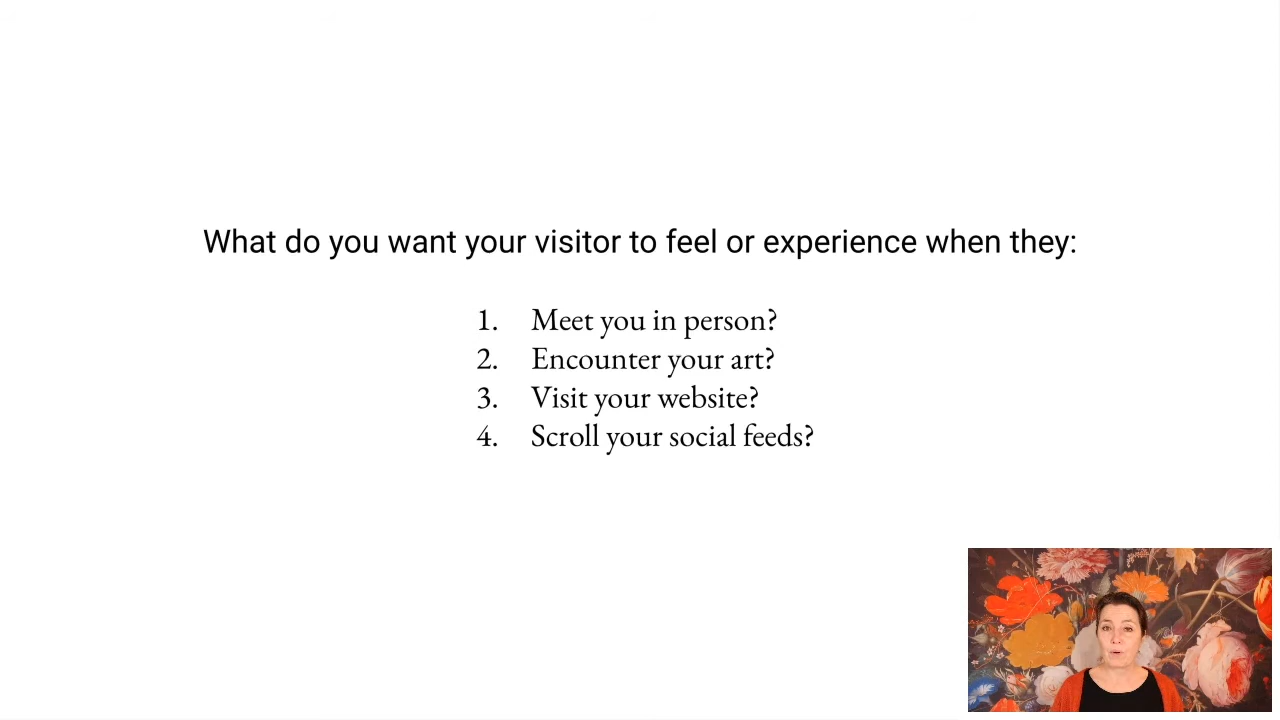 What do you want your visitor to feel or experience when they:
1. Meet you in person?
2. Encounter your art?
3. Visit your website?
4. Scroll your social feeds?